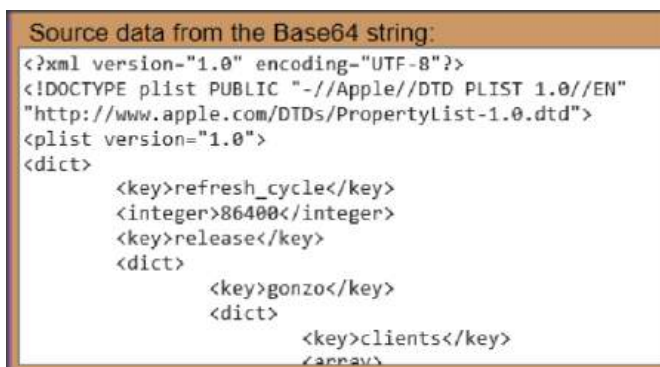 Source data from the Base64 string:
<?xml version="1.0" encoding="UTF-8"?>
<!DOCTYPE plist PUBLIC "-//Apple//DTD PLIST 1.0//EN"
"http://www.apple.com/DTDs/PropertyList-1.0.dtd">
<plist version="1.0">
<dict>
<key>refresh_cycle</key>
<integer>86400</integer>
<key>release</key>
<dict>
<key>gonzo</key>
<dict>
<key>clients</key>
<array>